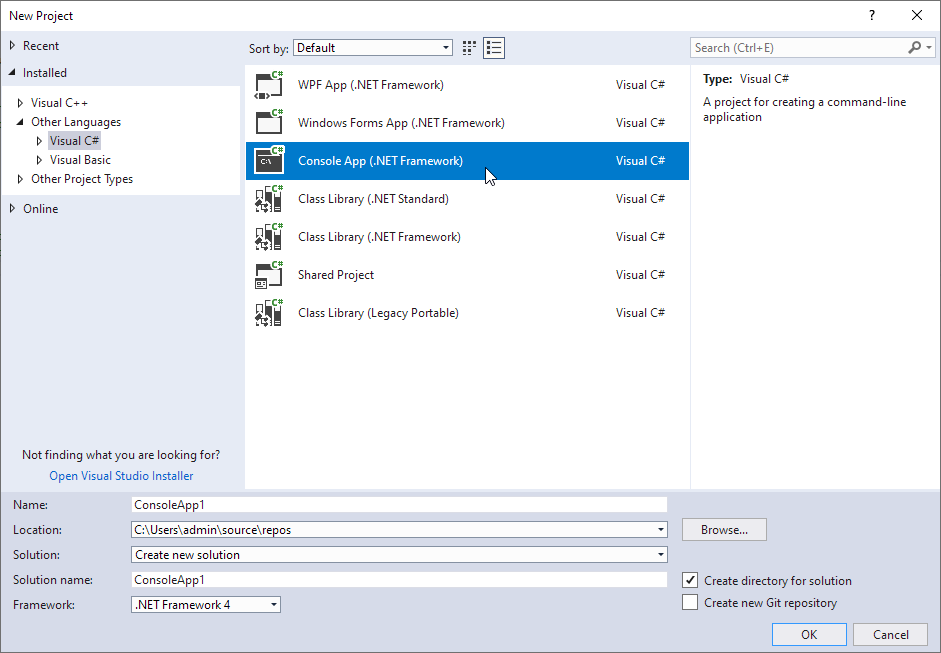 New Project
?
Recent
Installed
Visual C++
Other Languages
Visual C#
Visual Basic
Other Project Types
Online
Not finding what you are looking for?
Open Visual Studio Installer
Sort by: Default
Search (Ctrl+E)
C# WPF App (.NET Framework) Visual C#
C# Windows Forms App (.NET Framework) Visual C#
C# C:\ Console App (.NET Framework) Visual C#
C# Class Library (.NET Standard) Visual C#
C# Class Library (.NET Framework) Visual C#
C# Shared Project Visual C#
C# Class Library (Legacy Portable) Visual C#
Type: Visual C#
A project for creating a command-line
application
Name: ConsoleApp1
Location: C:\Users\admin\source\repos Browse...
Solution: Create new solution
Solution name: ConsoleApp1 Create directory for solution
Framework: .NET Framework 4 Create new Git repository
OK Cancel